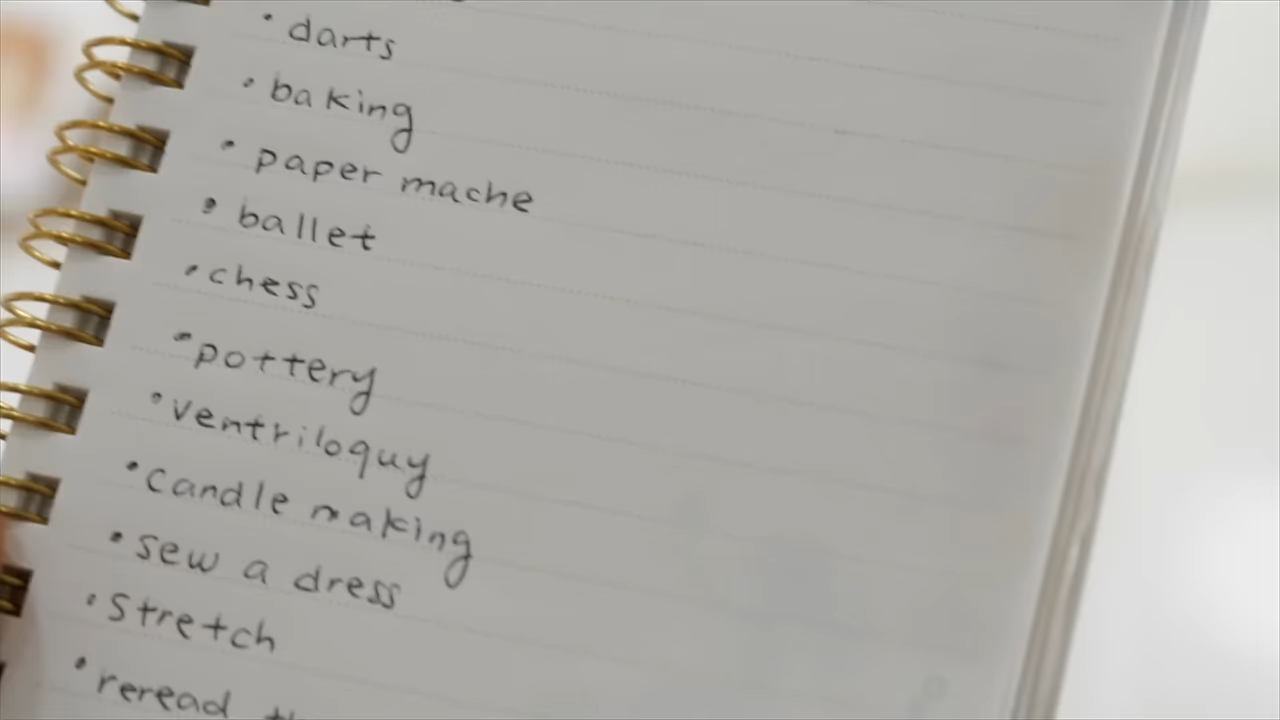 • darts
• baking
• paper mache
• ballet
• chess
• pottery
• ventriloquy
• candle making
• sew a dress
• Stretch
• reread